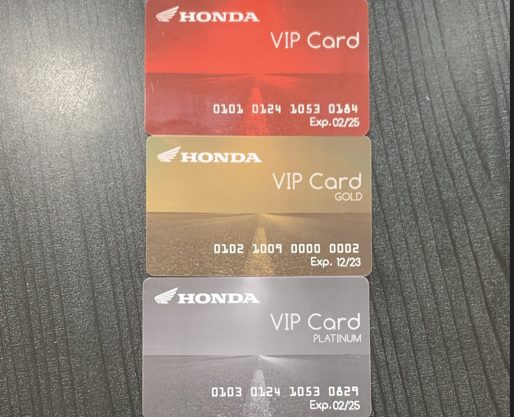 HONDA
VIP Card
0101 0124 1053 0184
Exp. 02/25
HONDA
VIP Card
GOLD
0102 1009 0000 0002
Exp. 12/23
HONDA
VIP Card
PLATINUM
0103 0124 1053 0829
Exp. 02/25